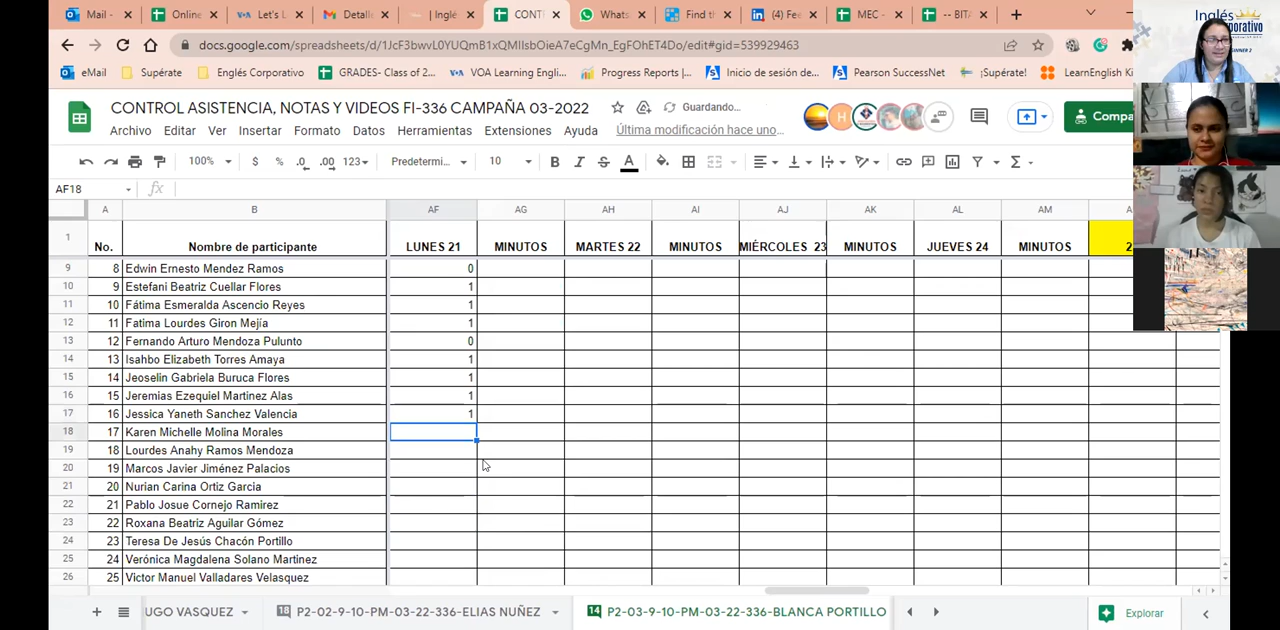 Mail -
Online
Let's L
Detalle
| Inglé
CONT
Whats
Find th
(4) Fee
MEC -
-- BIT
docs.google.com/spreadsheets/d/1JcF3bwvL0YUQmB1xQMIIsbOieA7eCgMn_EgFOhET4Do/edit#gid=539929463
eMail
Supérate
Englés Corporativo
GRADES- Class of 2...
VOA Learning Engli...
Progress Reports |...
Inicio de sesión de...
Pearson SuccessNet
¡Supérate!
LearnEnglish Ki
CONTROL ASISTENCIA, NOTAS Y VIDEOS FI-336 CAMPAÑA 03-2022
Guardando...
Archivo Editar Ver Insertar Formato Datos Herramientas Extensiones Ayuda
Última modificación hace uno...
Compa
100% $ % .0 .00 123 Predetermi... 10 B I S A
AF18 fx
A B AF AG AH AI AJ AK AL AM
1 No. Nombre de participante LUNES 21 MINUTOS MARTES 22 MINUTOS MIÉRCOLES 23 MINUTOS JUEVES 24 MINUTOS 2
9 8 Edwin Ernesto Mendez Ramos 0
10 9 Estefani Beatriz Cuellar Flores 1
11 10 Fátima Esmeralda Ascencio Reyes 1
12 11 Fatima Lourdes Giron Mejía 1
13 12 Fernando Arturo Mendoza Pulunto 0
14 13 Isahbo Elizabeth Torres Amaya 1
15 14 Jeoselin Gabriela Buruca Flores 1
16 15 Jeremias Ezequiel Martinez Alas 1
17 16 Jessica Yaneth Sanchez Valencia 1
18 17 Karen Michelle Molina Morales
19 18 Lourdes Anahy Ramos Mendoza
20 19 Marcos Javier Jiménez Palacios
21 20 Nurian Carina Ortiz Garcia
22 21 Pablo Josue Cornejo Ramirez
23 22 Roxana Beatriz Aguilar Gómez
24 23 Teresa De Jesús Chacón Portillo
25 24 Verónica Magdalena Solano Martinez
26 25 Victor Manuel Valladares Velasquez
UGO VASQUEZ
18 P2-02-9-10-PM-03-22-336-ELIAS NUÑEZ
14 P2-03-9-10-PM-03-22-336-BLANCA PORTILLO
Explorar
Inglés